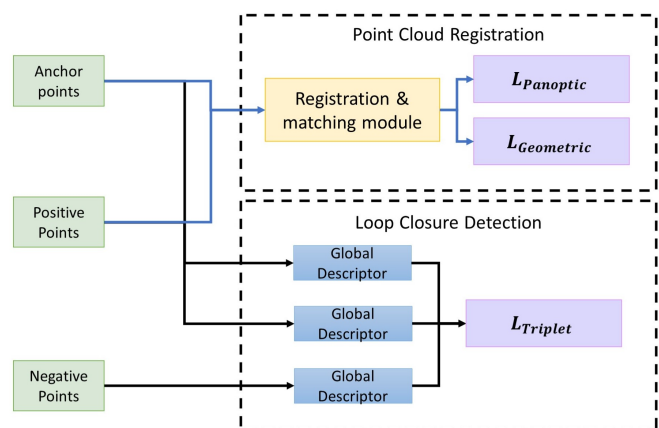 Point Cloud Registration
Anchor
points
Registration &
matching module
L_Panoptic
L_Geometric
Positive
Points
Loop Closure Detection
Global
Descriptor
Global
Descriptor
L_Triplet
Negative
Points
Global
Descriptor